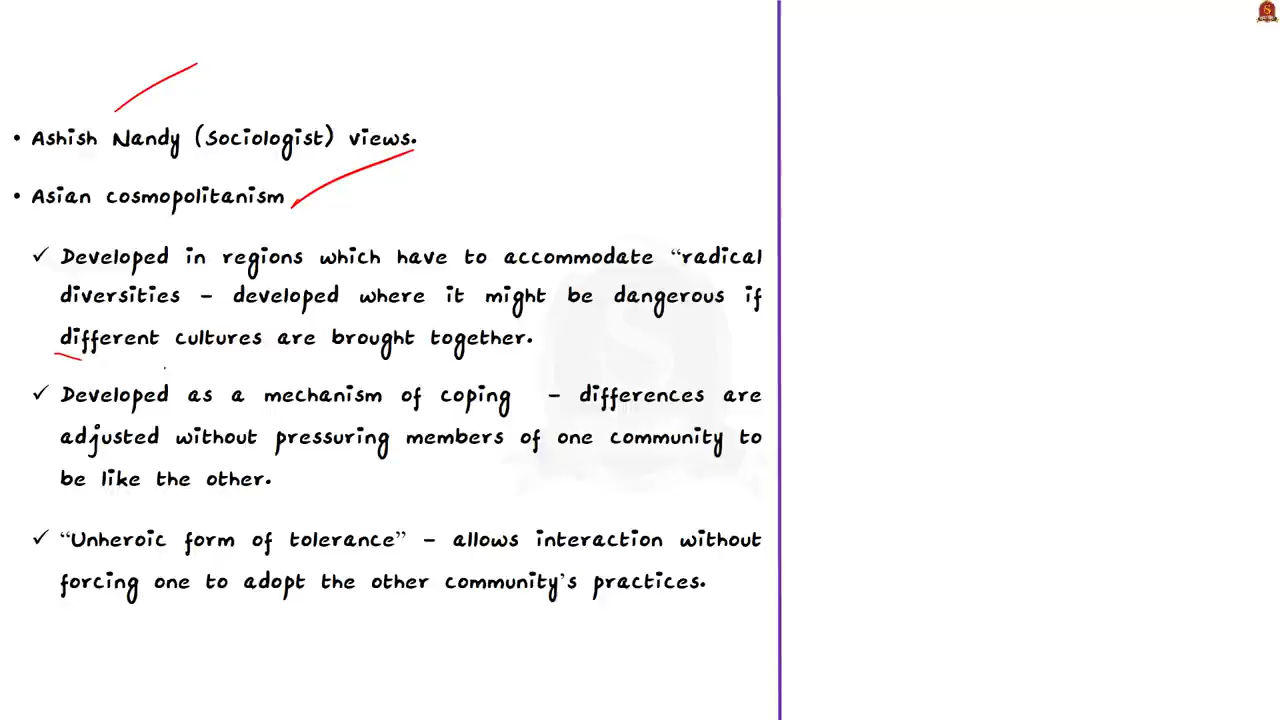 • Ashish Nandy (Sociologist) views.
• Asian cosmopolitanism
✓ Developed in regions which have to accommodate “radical
diversities – developed where it might be dangerous if
different cultures are brought together.
✓ Developed as a mechanism of coping – differences are
adjusted without pressuring members of one community to
be like the other.
✓ “Unheroic form of tolerance” – allows interaction without
forcing one to adopt the other community’s practices.